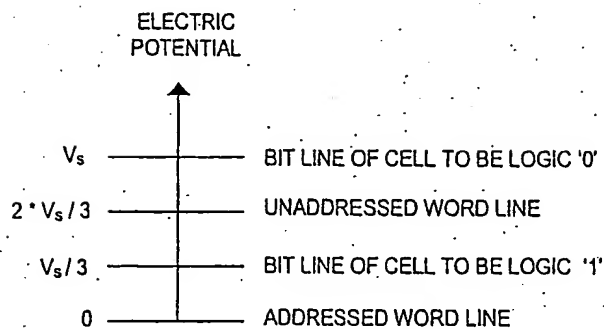 ELECTRIC
POTENTIAL
Vs BIT LINE OF CELL TO BE LOGIC '0'
2 * Vs / 3 UNADDRESSED WORD LINE
Vs / 3 BIT LINE OF CELL TO BE LOGIC '1'
0 ADDRESSED WORD LINE